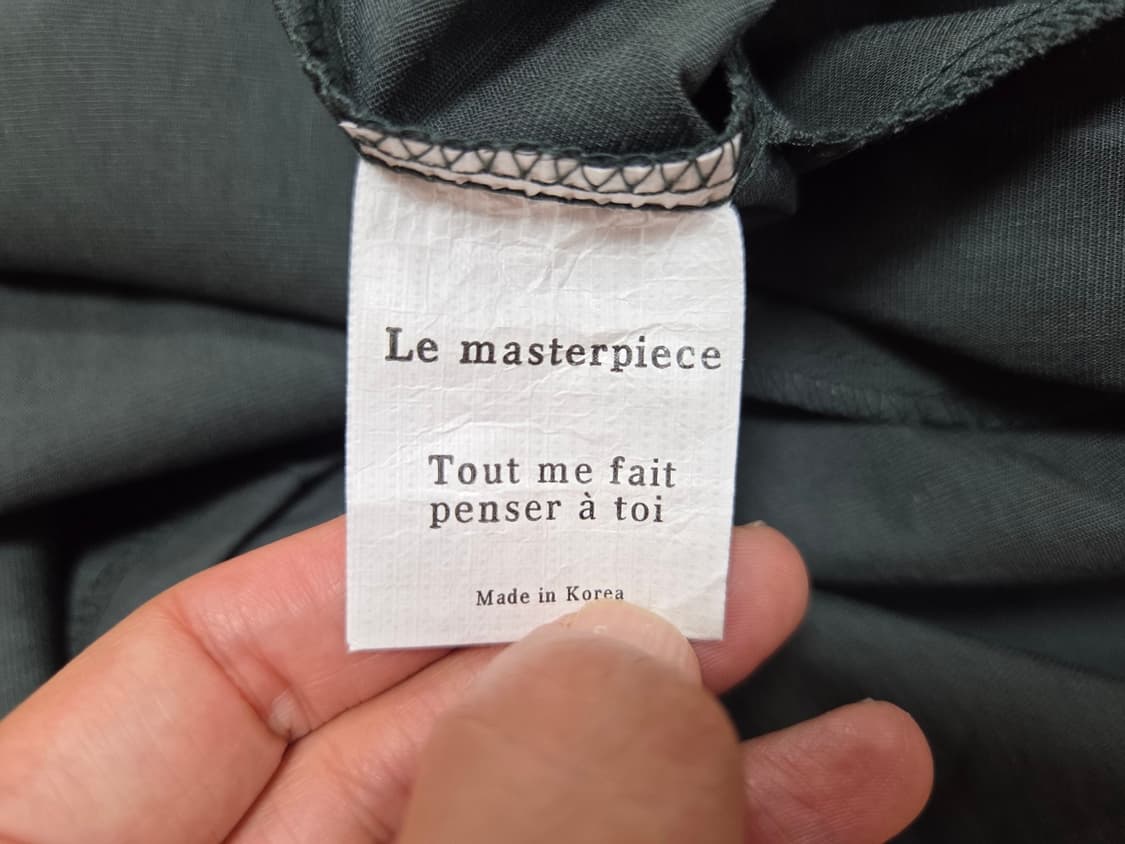 Le masterpiece
Tout me fait
penser à toi
Made in Korea